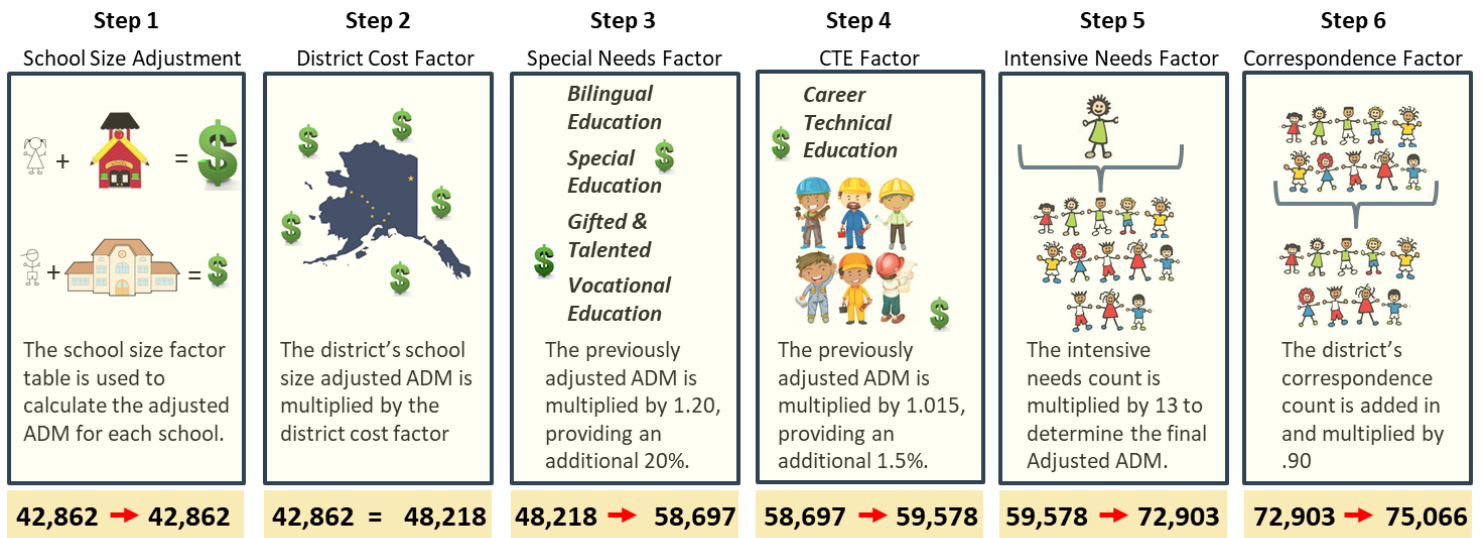 Step 1
School Size Adjustment
+
=
$
+
=
$
The school size factor
table is used to
calculate the adjusted
ADM for each school.
42,862 → 42,862
Step 2
District Cost Factor
$
$
$
$
$
The district’s school
size adjusted ADM is
multiplied by the
district cost factor
42,862 = 48,218
Step 3
Special Needs Factor
Bilingual
Education
Special
Education
$
Gifted &
Talented
$
Vocational
Education
The previously
adjusted ADM is
multiplied by 1.20,
providing an
additional 20%.
48,218 → 58,697
Step 4
CTE Factor
Career
Technical
Education
$
$
The previously
adjusted ADM is
multiplied by 1.015,
providing an
additional 1.5%.
58,697 → 59,578
Step 5
Intensive Needs Factor
The intensive
needs count is
multiplied by 13 to
determine the final
Adjusted ADM.
59,578 → 72,903
Step 6
Correspondence Factor
The district’s
correspondence
count is added in
and multiplied by
.90
72,903 → 75,066